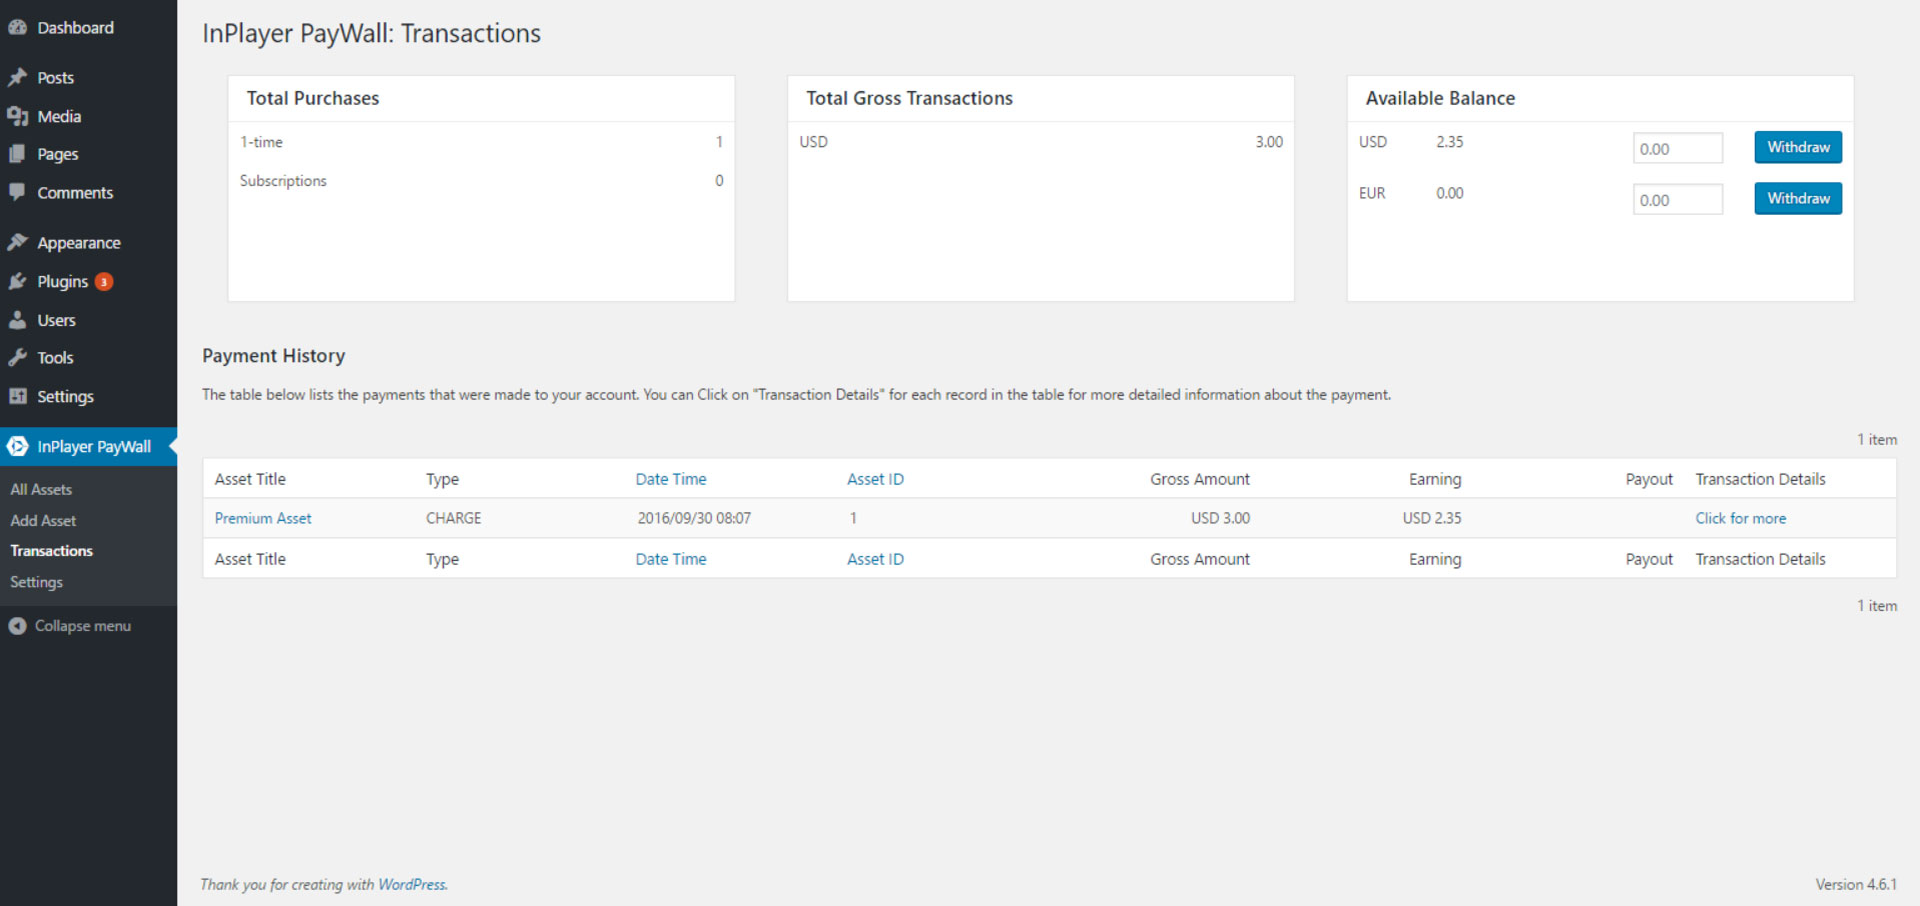 Dashboard
Posts
Media
Pages
Comments
Appearance
Plugins 3
Users
Tools
Settings
InPlayer PayWall
All Assets
Add Asset
Transactions
Settings
Collapse menu
InPlayer PayWall: Transactions
Total Purchases
1-time 1
Subscriptions 0
Total Gross Transactions
USD 3.00
Available Balance
USD 2.35 0.00 Withdraw
EUR 0.00 0.00 Withdraw
Payment History
The table below lists the payments that were made to your account. You can Click on "Transaction Details" for each record in the table for more detailed information about the payment.
1 item
Asset Title Type Date Time Asset ID Gross Amount Earning Payout Transaction Details
Premium Asset CHARGE 2016/09/30 08:07 1 USD 3.00 USD 2.35 Click for more
Asset Title Type Date Time Asset ID Gross Amount Earning Payout Transaction Details
1 item
Thank you for creating with WordPress. Version 4.6.1